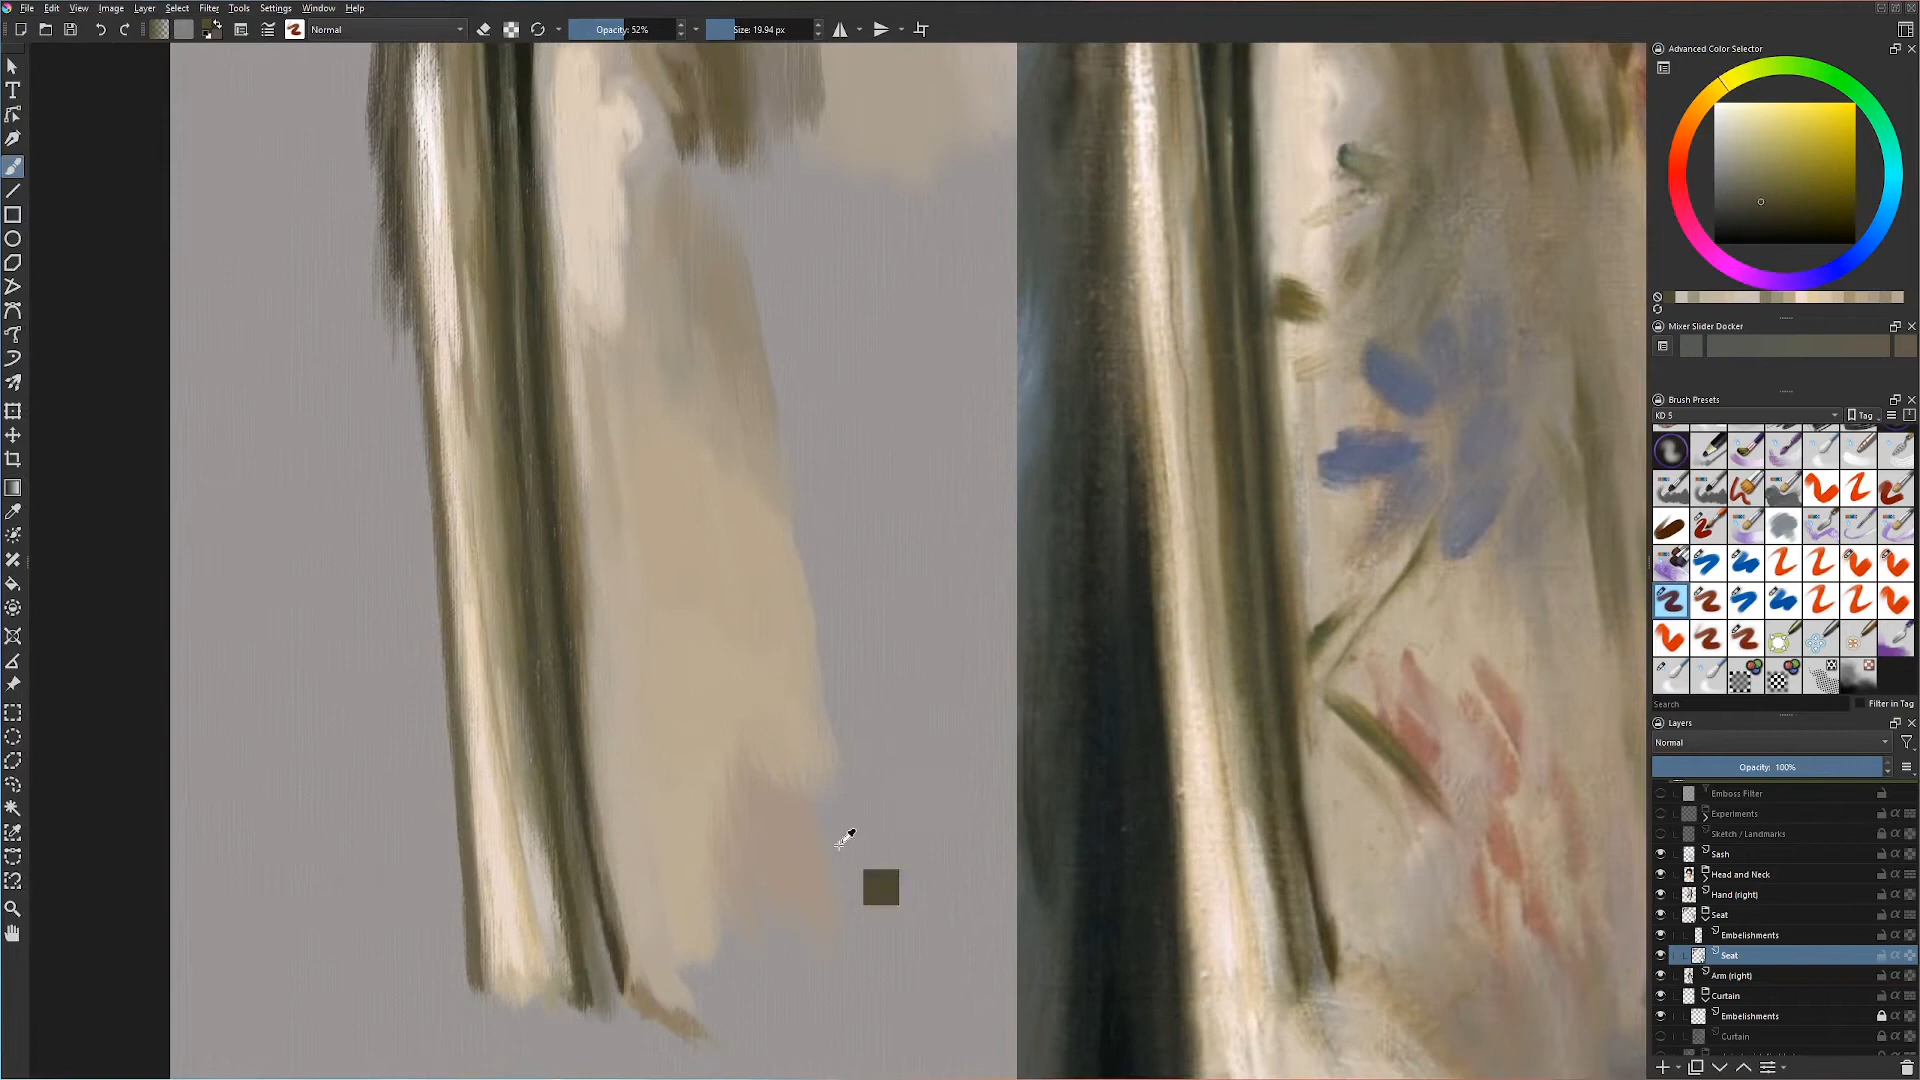 File Edit View Image Layer Select Filter Tools Settings Window Help
Normal Opacity: 52% Size: 19.94 px
Advanced Color Selector
Mixer Slider Docker
Brush Presets
KD 5 Tag
Search Filter in Tag
Layers
Normal
Opacity: 100%
Emboss Filter
Experiments
Sketch / Landmarks
Sash
Head and Neck
Hand (right)
Seat
Embelishments
Seat
Arm (right)
Curtain
Embelishments
Curtain